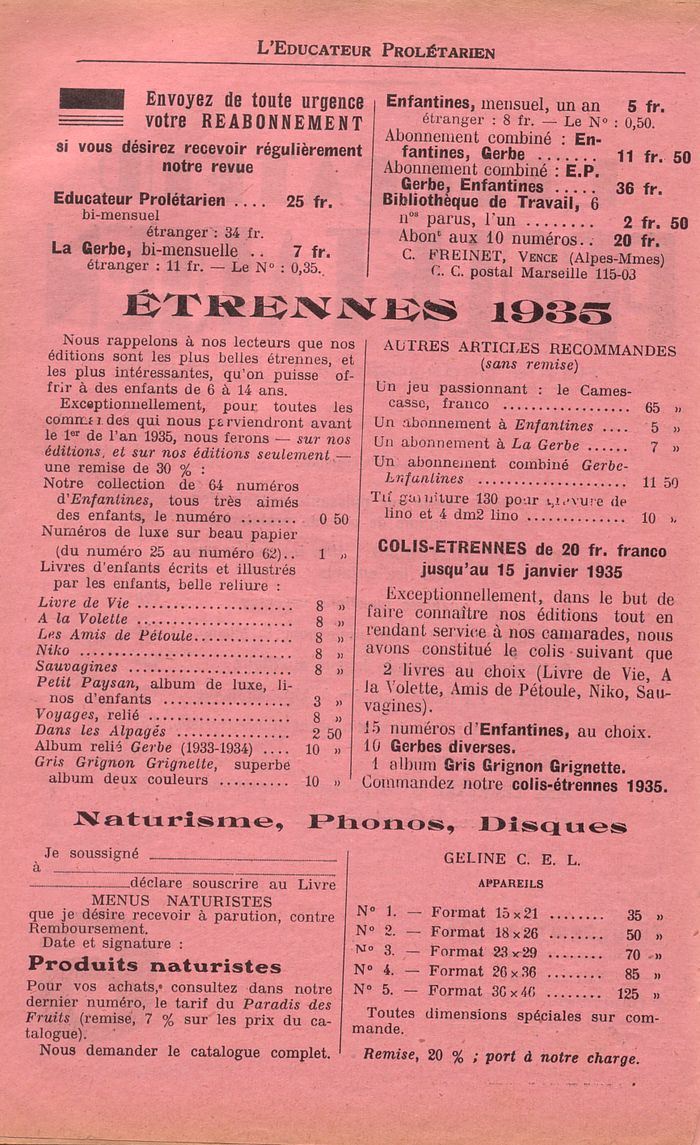 L'EDUCATEUR PROLÉTARIEN
Envoyez de toute urgence
votre REABONNEMENT
si vous désirez recevoir régulièrement
notre revue
Educateur Prolétarien .... 25 fr.
bi-mensuel
étranger : 34 fr.
La Gerbe, bi-mensuelle .. 7 fr.
étranger : 11 fr. — Le N° : 0,35.
Enfantines, mensuel, un an 5 fr.
étranger : 8 fr. — Le N° : 0,50.
Abonnement combiné : En-
fantines, Gerbe ....... 11 fr. 50
Abonnement combiné : E.P.
Gerbe, Enfantines ..... 36 fr.
Bibliothèque de Travail, 6
nos parus, l'un ........ 2 fr. 50
Abont aux 10 numéros.. 20 fr.
C. FREINET, VENCE (Alpes-Mmes)
C. C. postal Marseille 115-03
ÉTRENNES 1935
Nous rappelons à nos lecteurs que nos
éditions sont les plus belles étrennes, et
les plus intéressantes, qu'on puisse of-
frir à des enfants de 6 à 14 ans.
Exceptionnellement, pour toutes les
commandes qui nous parviendront avant
le 1er de l'an 1935, nous ferons — sur nos
éditions, et sur nos éditions seulement —
une remise de 30 % :
Notre collection de 64 numéros
d'Enfantines, tous très aimés
des enfants, le numéro ........ 0 50
Numéros de luxe sur beau papier
(du numéro 25 au numéro 62).. 1 »
Livres d'enfants écrits et illustrés
par les enfants, belle reliure :
Livre de Vie ...................... 8 »
A la Volette ...................... 8 »
Les Amis de Pétoule.............. 8 »
Niko .............................. 8 »
Sauvagines ....................... 8 »
Petit Paysan, album de luxe, li-
nos d'enfants .................. 3 »
Voyages, relié .................... 8 »
Dans les Alpages ................ 2 50
Album relié Gerbe (1933-1934) .... 10 »
Gris Grignon Grignette, superbe
album deux couleurs .......... 10 »
AUTRES ARTICLES RECOMMANDES
(sans remise)
Un jeu passionnant : le Cames-
casse, franco .................. 65 »
Un abonnement à Enfantines .... 5 »
Un abonnement à La Gerbe ...... 7 »
Un abonnement combiné Gerbe-
Enfantines ..................... 11 50
garniture 130 pour gravure de
lino et 4 dm2 lino .............. 10 »
COLIS-ETRENNES de 20 fr. franco
jusqu'au 15 janvier 1935
Exceptionnellement, dans le but de
faire connaître nos éditions tout en
rendant service à nos camarades, nous
avons constitué le colis suivant que
2 livres au choix (Livre de Vie, A
la Volette, Amis de Pétoule, Niko, Sau-
vagines).
15 numéros d'Enfantines, au choix.
10 Gerbes diverses.
1 album Gris Grignon Grignette.
Commandez notre colis-étrennes 1935.
Naturisme, Phonos, Disques
Je soussigné
à
déclare souscrire au Livre
MENUS NATURISTES
que je désire recevoir à parution, contre
Remboursement.
Date et signature :
Produits naturistes
Pour vos achats, consultez dans notre
dernier numéro, le tarif du Paradis des
Fruits (remise, 7 % sur les prix du ca-
talogue).
Nous demander le catalogue complet.
GELINE C. E. L.
APPAREILS
N° 1. — Format 15 x 21 ........ 35 »
N° 2. — Format 18 x 26 ........ 50 »
N° 3. — Format 23 x 29 ........ 70 »
N° 4. — Format 26 x 36 ........ 85 »
N° 5. — Format 36 x 46 ........ 125 »
Toutes dimensions spéciales sur com-
mande.
Remise, 20 % ; port à notre charge.